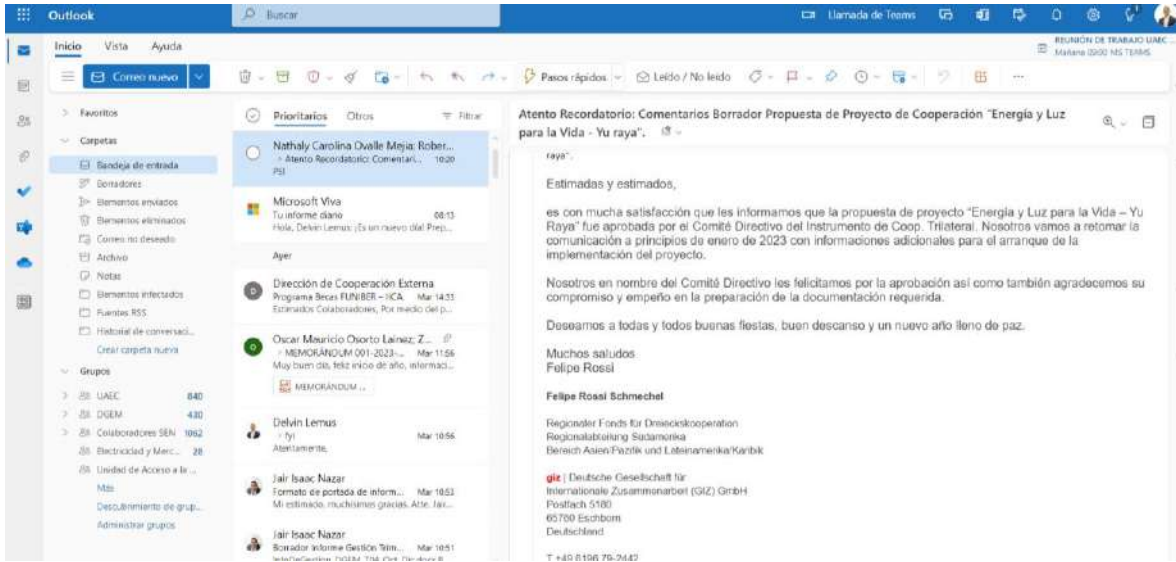 Outlook
Buscar
Llamada de Teams
Inicio
Vista
Ayuda
REUNIÓN DE TRABAJO UAEC ...
Mañana 09:00 MS TEAMS
Correo nuevo
Pasos rápidos
Leído / No leído
Favoritos
Carpetas
Bandeja de entrada
Borradores
Elementos enviados
Elementos eliminados
Correo no deseado
Archivo
Notas
Elementos infectados
Fuentes RSS
Historial de conversaci...
Crear carpeta nueva
Grupos
UAEC 840
DGEM 430
Colaboradores SEN 1062
Electricidad y Merc... 28
Unidad de Acceso a la ...
Más
Descubrimiento de grup...
Administrar grupos
Prioritarios
Otros
Filtrar
Nathaly Carolina Ovalle Mejia; Rober...
Atento Recordatorio: Comentari... 10:20
PSI
Microsoft Viva
Tu informe diario 08:13
Hola, Delvin Lemus: ¡Es un nuevo día! Prep...
Ayer
Dirección de Cooperación Externa
Programa Becas FUNIBER – IICA Mar 14:33
Estimados Colaboradores, Por medio del p...
Oscar Mauricio Osorto Lainez; Z...
MEMORÁNDUM 001-2023-... Mar 11:56
Muy buen día, feliz inicio de año, informaci...
MEMORÁNDUM ...
Delvin Lemus
fyi Mar 10:56
Atentamente,
Jair Isaac Nazar
Formato de portada de inform... Mar 10:53
Mi estimado, muchísimas gracias. Atte. Jai...
Jair Isaac Nazar
Borrador Informe Gestión Trim... Mar 10:51
Atento Recordatorio: Comentarios Borrador Propuesta de Proyecto de Cooperación "Energía y Luz
para la Vida - Yu raya".
raya".
Estimadas y estimados,
es con mucha satisfacción que les informamos que la propuesta de proyecto "Energía y Luz para la Vida – Yu
Raya" fue aprobada por el Comité Directivo del Instrumento de Coop. Trilateral. Nosotros vamos a retomar la
comunicación a principios de enero de 2023 con informaciones adicionales para el arranque de la
implementación del proyecto.
Nosotros en nombre del Comité Directivo les felicitamos por la aprobación así como también agradecemos su
compromiso y empeño en la preparación de la documentación requerida.
Deseamos a todas y todos buenas fiestas, buen descanso y un nuevo año lleno de paz.
Muchos saludos
Felipe Rossi
Felipe Rossi Schmechel
Regionaler Fonds für Dreieckskooperation
Regionalabteilung Südamerika
Bereich Asien/Pazifik und Lateinamerika/Karibik
giz | Deutsche Gesellschaft für
Internationale Zusammenarbeit (GIZ) GmbH
Postfach 5180
65760 Eschborn
Deutschland
T +49 6196 79-2442